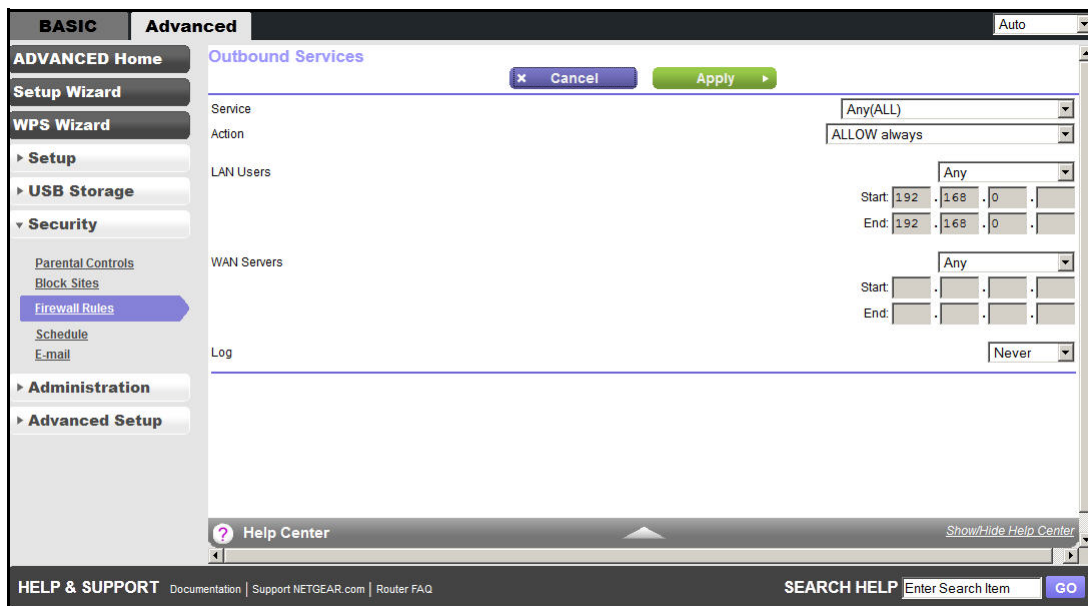 BASIC Advanced Auto
ADVANCED Home
Setup Wizard
WPS Wizard
Setup
USB Storage
Security
Parental Controls
Block Sites
Firewall Rules
Schedule
E-mail
Administration
Advanced Setup
Outbound Services
× Cancel Apply
Service Any(ALL)
Action ALLOW always
LAN Users Any
Start: 192 . 168 . 0 .
End: 192 . 168 . 0 .
WAN Servers Any
Start: . . .
End: . . .
Log Never
? Help Center Show/Hide Help Center
HELP & SUPPORT Documentation | Support NETGEAR.com | Router FAQ SEARCH HELP Enter Search Item GO